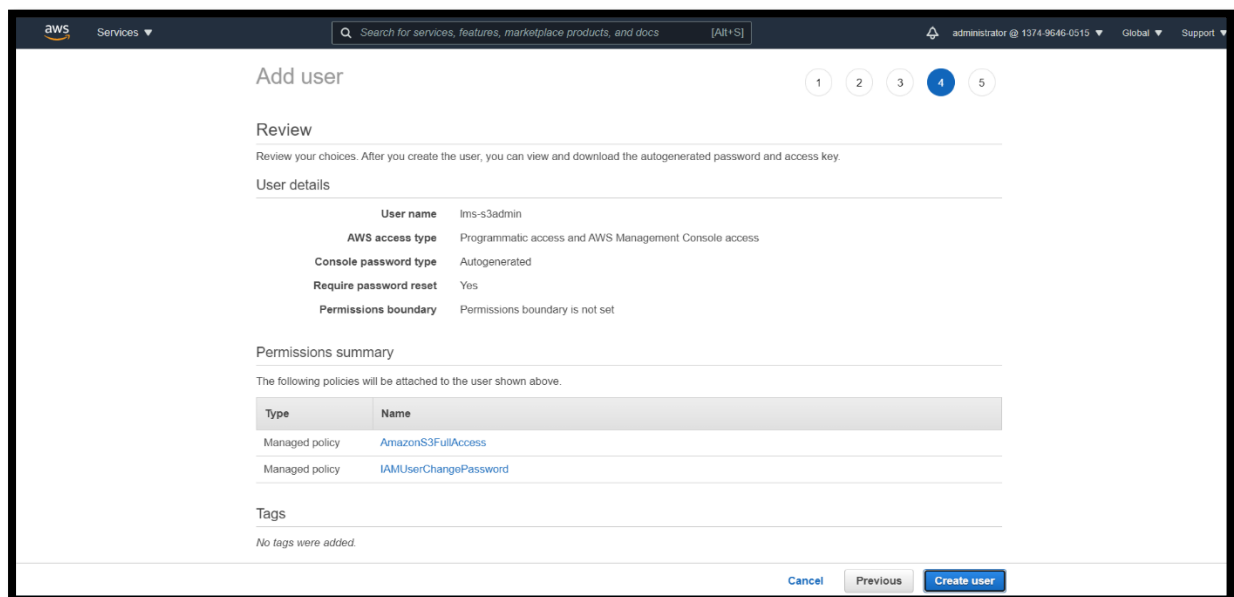 aws Services ▼ Search for services, features, marketplace products, and docs [Alt+S] administrator @ 1374-9646-0515 ▼ Global ▼ Support ▼
Add user 1 2 3 4 5
Review
Review your choices. After you create the user, you can view and download the autogenerated password and access key.
User details
User name lms-s3admin
AWS access type Programmatic access and AWS Management Console access
Console password type Autogenerated
Require password reset Yes
Permissions boundary Permissions boundary is not set
Permissions summary
The following policies will be attached to the user shown above.
Type Name
Managed policy AmazonS3FullAccess
Managed policy IAMUserChangePassword
Tags
No tags were added.
Cancel Previous Create user